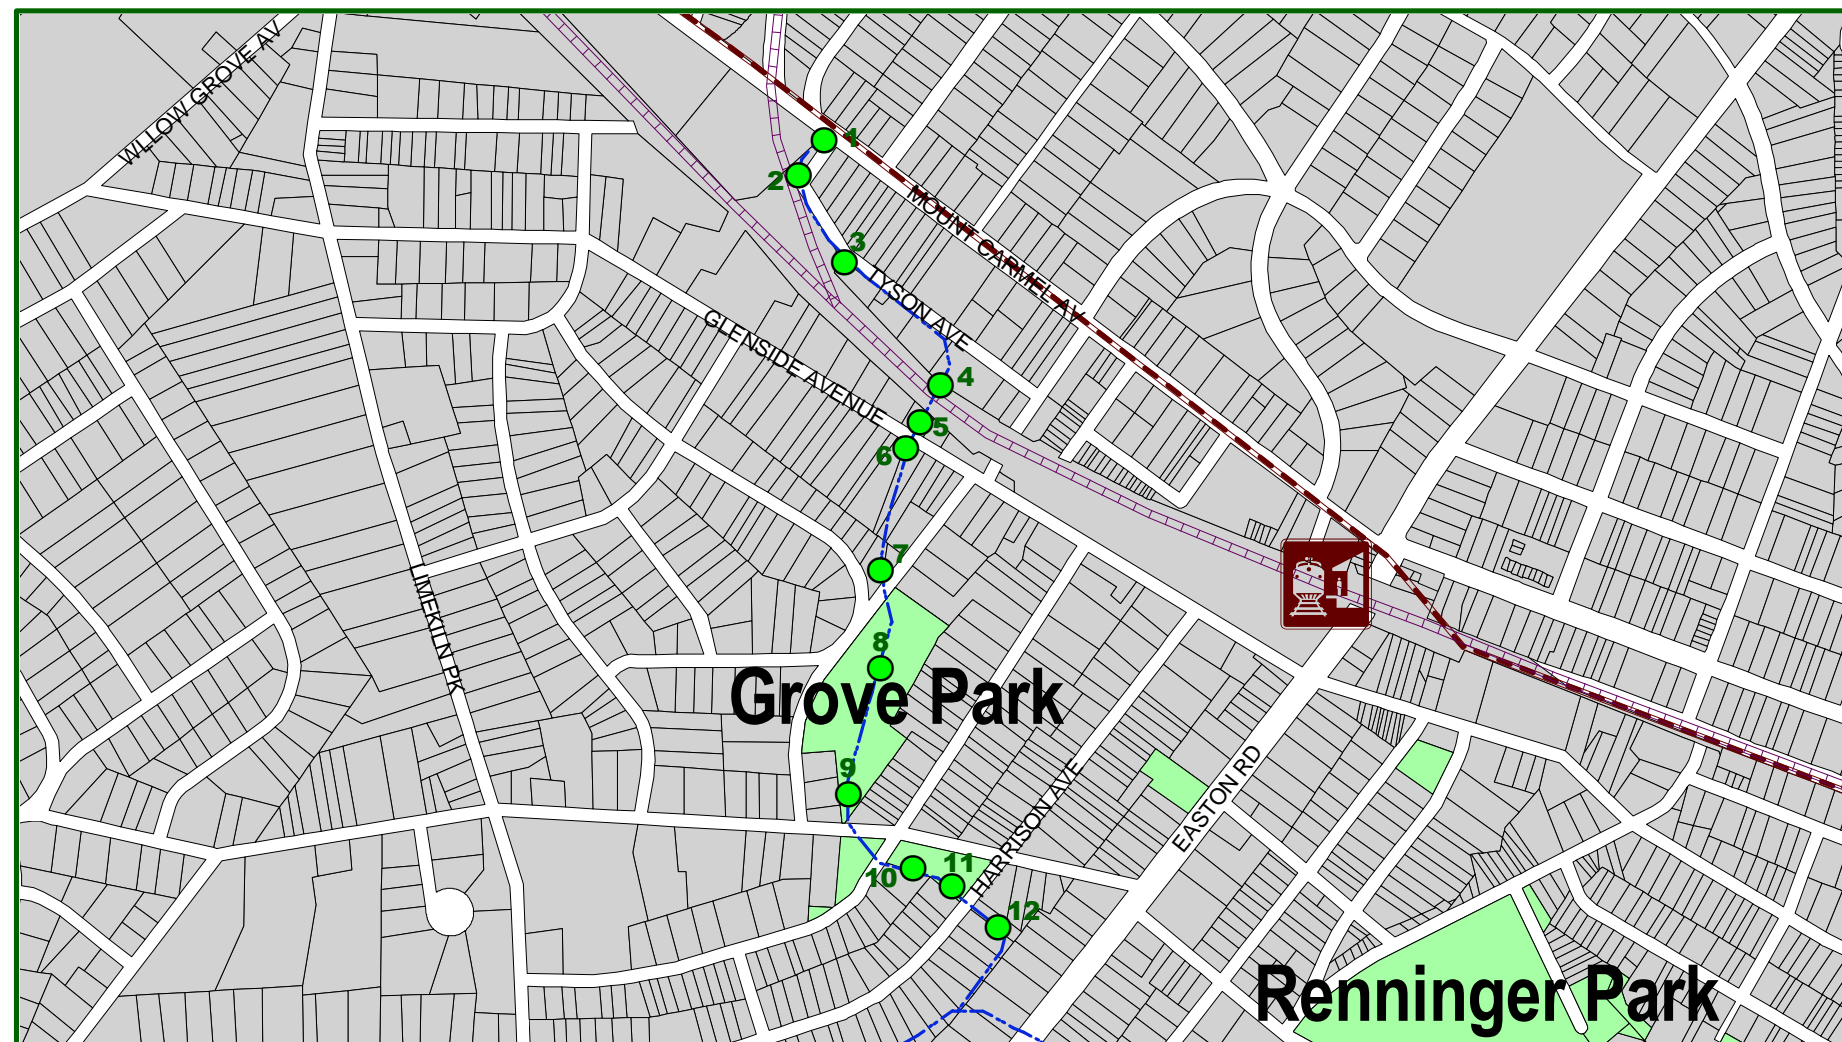 WLLOW GROVE AV
1
2
MOUNT CARMEL AV
3
TYSON AVE
GLENSIDE AVENUE
4
5
6
7
LIMEKILN PK
8
Grove Park
9
HARRISON AVE
EASTON RD
10
11
12
Renninger Park